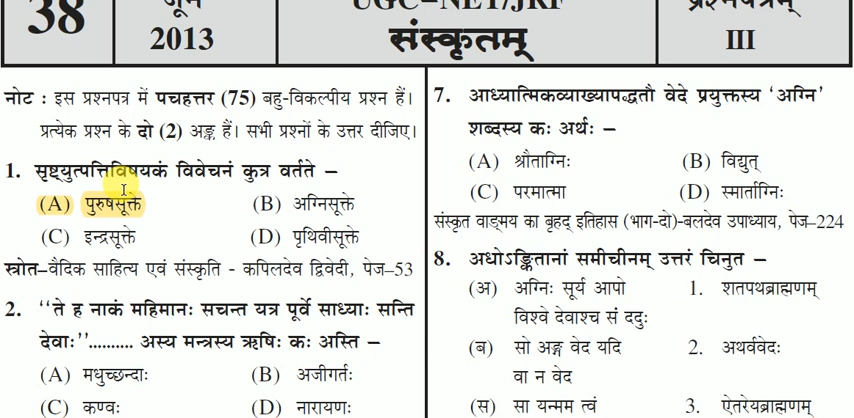 38
जून
2013
UGC–NET/JRF
संस्कृतम्
प्रश्नपत्रम्
III
नोट : इस प्रश्नपत्र में पचहत्तर (75) बहु-विकल्पीय प्रश्न हैं।
प्रत्येक प्रश्न के दो (2) अङ्क हैं। सभी प्रश्नों के उत्तर दीजिए।
1. सृष्ट्युत्पत्तिविषयकं विवेचनं कुत्र वर्तते –
(A) पुरुषसूक्ते (B) अग्निसूक्ते
(C) इन्द्रसूक्ते (D) पृथिवीसूक्ते
स्त्रोत–वैदिक साहित्य एवं संस्कृति - कपिलदेव द्विवेदी, पेज–53
2. ‘‘ते ह नाकं महिमानः सचन्त यत्र पूर्वे साध्याः सन्ति
देवाः’’.......... अस्य मन्त्रस्य ऋषिः कः अस्ति –
(A) मधुच्छन्दाः (B) अजीगर्तः
(C) कण्वः (D) नारायणः
7. आध्यात्मिकव्याख्यापद्धतौ वेदे प्रयुक्तस्य ‘अग्नि’
शब्दस्य कः अर्थः –
(A) श्रौताग्निः (B) विद्युत्
(C) परमात्मा (D) स्मार्ताग्निः
संस्कृत वाङ्मय का बृहद् इतिहास (भाग-दो)-बलदेव उपाध्याय, पेज–224
8. अधोऽङ्कितानां समीचीनम् उत्तरं चिनुत –
(अ) अग्निः सूर्य आपो 1. शतपथब्राह्मणम्
विश्वे देवाश्च सं ददुः
(ब) सो अङ्ग वेद यदि 2. अथर्ववेदः
वा न वेद
(स) सा यन्मम त्वं 3. ऐतरेयब्राह्मणम्